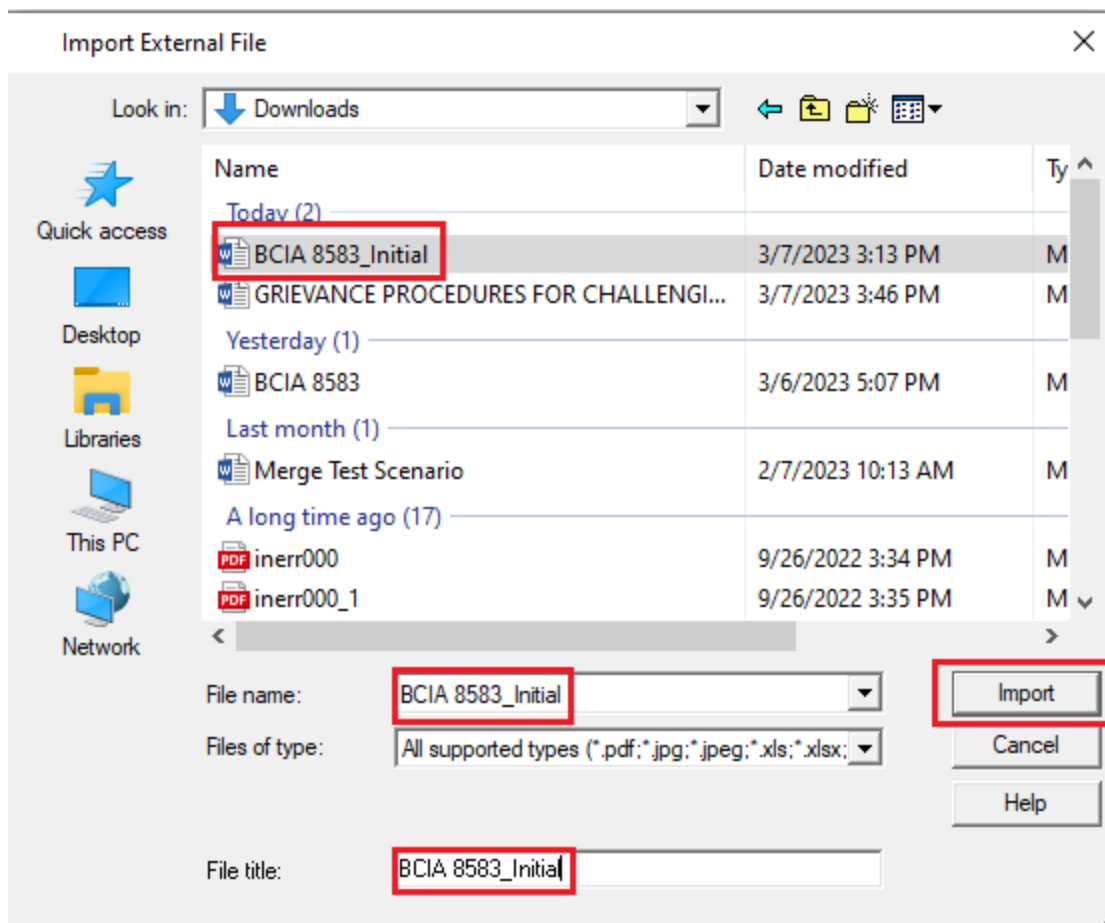 Import External File
Look in: Downloads
Name Date modified Ty
Today (2)
BCIA 8583_Initial 3/7/2023 3:13 PM M
GRIEVANCE PROCEDURES FOR CHALLENGI... 3/7/2023 3:46 PM M
Yesterday (1)
BCIA 8583 3/6/2023 5:07 PM M
Last month (1)
Merge Test Scenario 2/7/2023 10:13 AM M
A long time ago (17)
PDF inerr000 9/26/2022 3:34 PM M
PDF inerr000_1 9/26/2022 3:35 PM M
Quick access
Desktop
Libraries
This PC
Network
File name: BCIA 8583_Initial Import
Files of type: All supported types (*.pdf;*.jpg;*.jpeg;*.xls;*.xlsx; Cancel
Help
File title: BCIA 8583_Initial